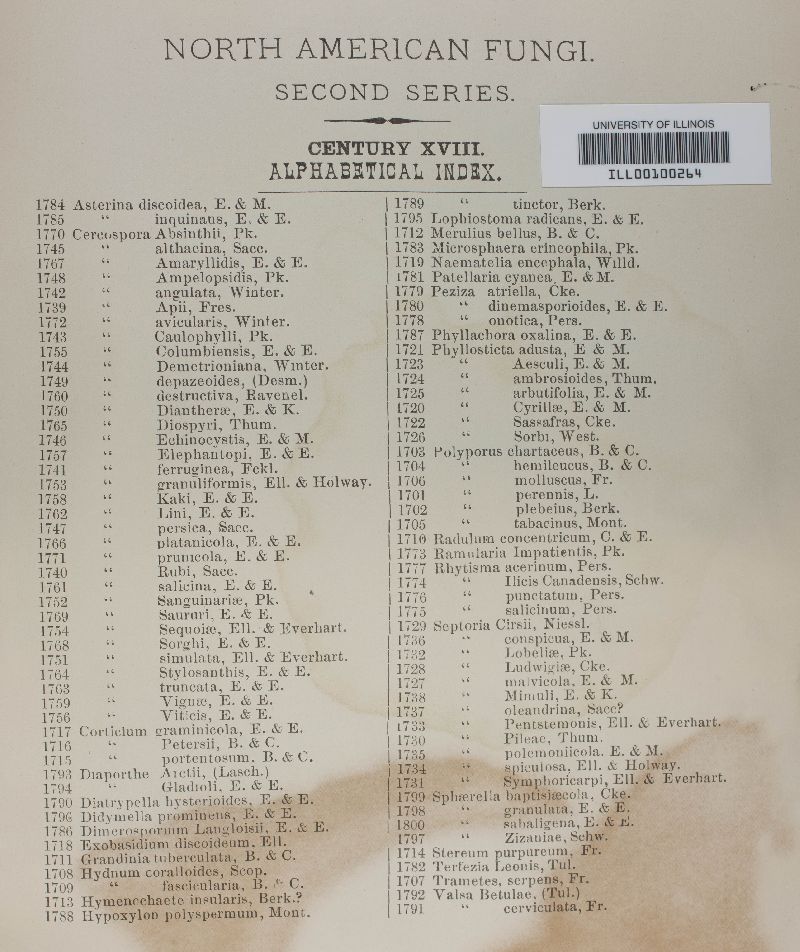 NORTH AMERICAN FUNGI.
SECOND SERIES.
UNIVERSITY OF ILLINOIS
ILL00100264
CENTURY XVIII.
ALPHABETICAL INDEX.
1784 Asterina discoidea, E. & M.
1785 “ inquinans, E. & E.
1770 Cercospora Absinthii, Pk.
1745 “ althacina, Sacc.
1767 “ Amaryllidis, E. & E.
1748 “ Ampelopsidis, Pk.
1742 “ angulata, Winter.
1739 “ Apii, Fres.
1772 “ avicularis, Winter.
1743 “ Caulophylli, Pk.
1755 “ Columbiensis, E. & E.
1744 “ Demetrioniana, Winter.
1749 “ depazeoides, (Desm.)
1760 “ destructiva, Ravenel.
1750 “ Diantheræ, E. & K.
1765 “ Diospyri, Thum.
1746 “ Echinocystis, E. & M.
1757 “ Elephantopi, E. & E.
1741 “ ferruginea, Fckl.
1753 “ granuliformis, Ell. & Holway.
1758 “ Kaki, E. & E.
1762 “ Lini, E. & E.
1747 “ persica, Sacc.
1766 “ platanicola, E. & E.
1771 “ prunicola, E. & E.
1740 “ Rubi, Sacc.
1761 “ salicina, E. & E.
1752 “ Sanguinariæ, Pk.
1769 “ Saururi, E. & E.
1754 “ Sequoiæ, Ell. & Everhart.
1768 “ Sorghi, E. & E.
1751 “ simulata, Ell. & Everhart.
1764 “ Stylosanthis, E. & E.
1763 “ truncata, E. & E.
1759 “ Vignæ, E. & E.
1756 “ Viticis, E. & E.
1717 Corticium graminicola, E. & E.
1716 “ Petersii, B. & C.
1715 “ portentosum, B. & C.
1793 Diaporthe Arctii, (Lasch.)
1794 “ Gladioli, E. & E.
1790 Diatrypella hysterioides, E. & E.
1796 Didymella prominens, E. & E.
1786 Dimerosporium Langloisii, E. & E.
1718 Exobasidium discoideum, Ell.
1711 Grandinia tuberculata, B. & C.
1708 Hydnum coralloides, Scop.
1709 “ fascicularia, B. & C.
1713 Hymenochaete insularis, Berk.?
1788 Hypoxylon polyspermum, Mont.
1789 “ tinctor, Berk.
1795 Lophiostoma radicans, E. & E.
1712 Merulius bellus, B. & C.
1783 Microsphaera erineophila, Pk.
1719 Naematelia encephala, Willd.
1781 Patellaria cyanea, E. & M.
1779 Peziza atriella, Cke.
1780 “ dinemasporioides, E. & E.
1778 “ onotica, Pers.
1787 Phyllachora oxalina, E. & E.
1721 Phyllosticta adusta, E & M.
1723 “ Aesculi, E. & M.
1724 “ ambrosioides, Thum.
1725 “ arbutifolia, E. & M.
1720 “ Cyrillæ, E. & M.
1722 “ Sassafras, Cke.
1726 “ Sorbi, West.
1703 Polyporus chartaceus, B. & C.
1704 “ hemileucus, B. & C.
1706 “ molluscus, Fr.
1701 “ perennis, L.
1702 “ plebeius, Berk.
1705 “ tabacinus, Mont.
1710 Radulum concentricum, C. & E.
1773 Ramularia Impatientis, Pk.
1777 Rhytisma acerinum, Pers.
1774 “ Ilicis Canadensis, Schw.
1776 “ punctatum, Pers.
1775 “ salicinum, Pers.
1729 Septoria Cirsii, Niessl.
1736 “ conspicua, E. & M.
1732 “ Lobeliæ, Pk.
1728 “ Ludwigiæ, Cke.
1727 “ malvicola, E. & M.
1738 “ Mimuli, E. & K.
1737 “ oleandrina, Sacc?
1733 “ Pentstemonis, Ell. & Everhart.
1730 “ Pileae, Thum.
1735 “ polemoniicola. E. & M.
1734 “ spiculosa, Ell. & Holway.
1731 “ Symphoricarpi, Ell. & Everhart.
1799 Sphærella baptisiæcola, Cke.
1798 “ granulata, E. & E.
1800 “ sabaligena, E. & E.
1797 “ Zizaniae, Schw.
1714 Stereum purpureum, Fr.
1782 Terfezia Leonis, Tul.
1707 Trametes, serpens, Fr.
1792 Valsa Betulae, (Tul.)
1791 “ cerviculata, Fr.